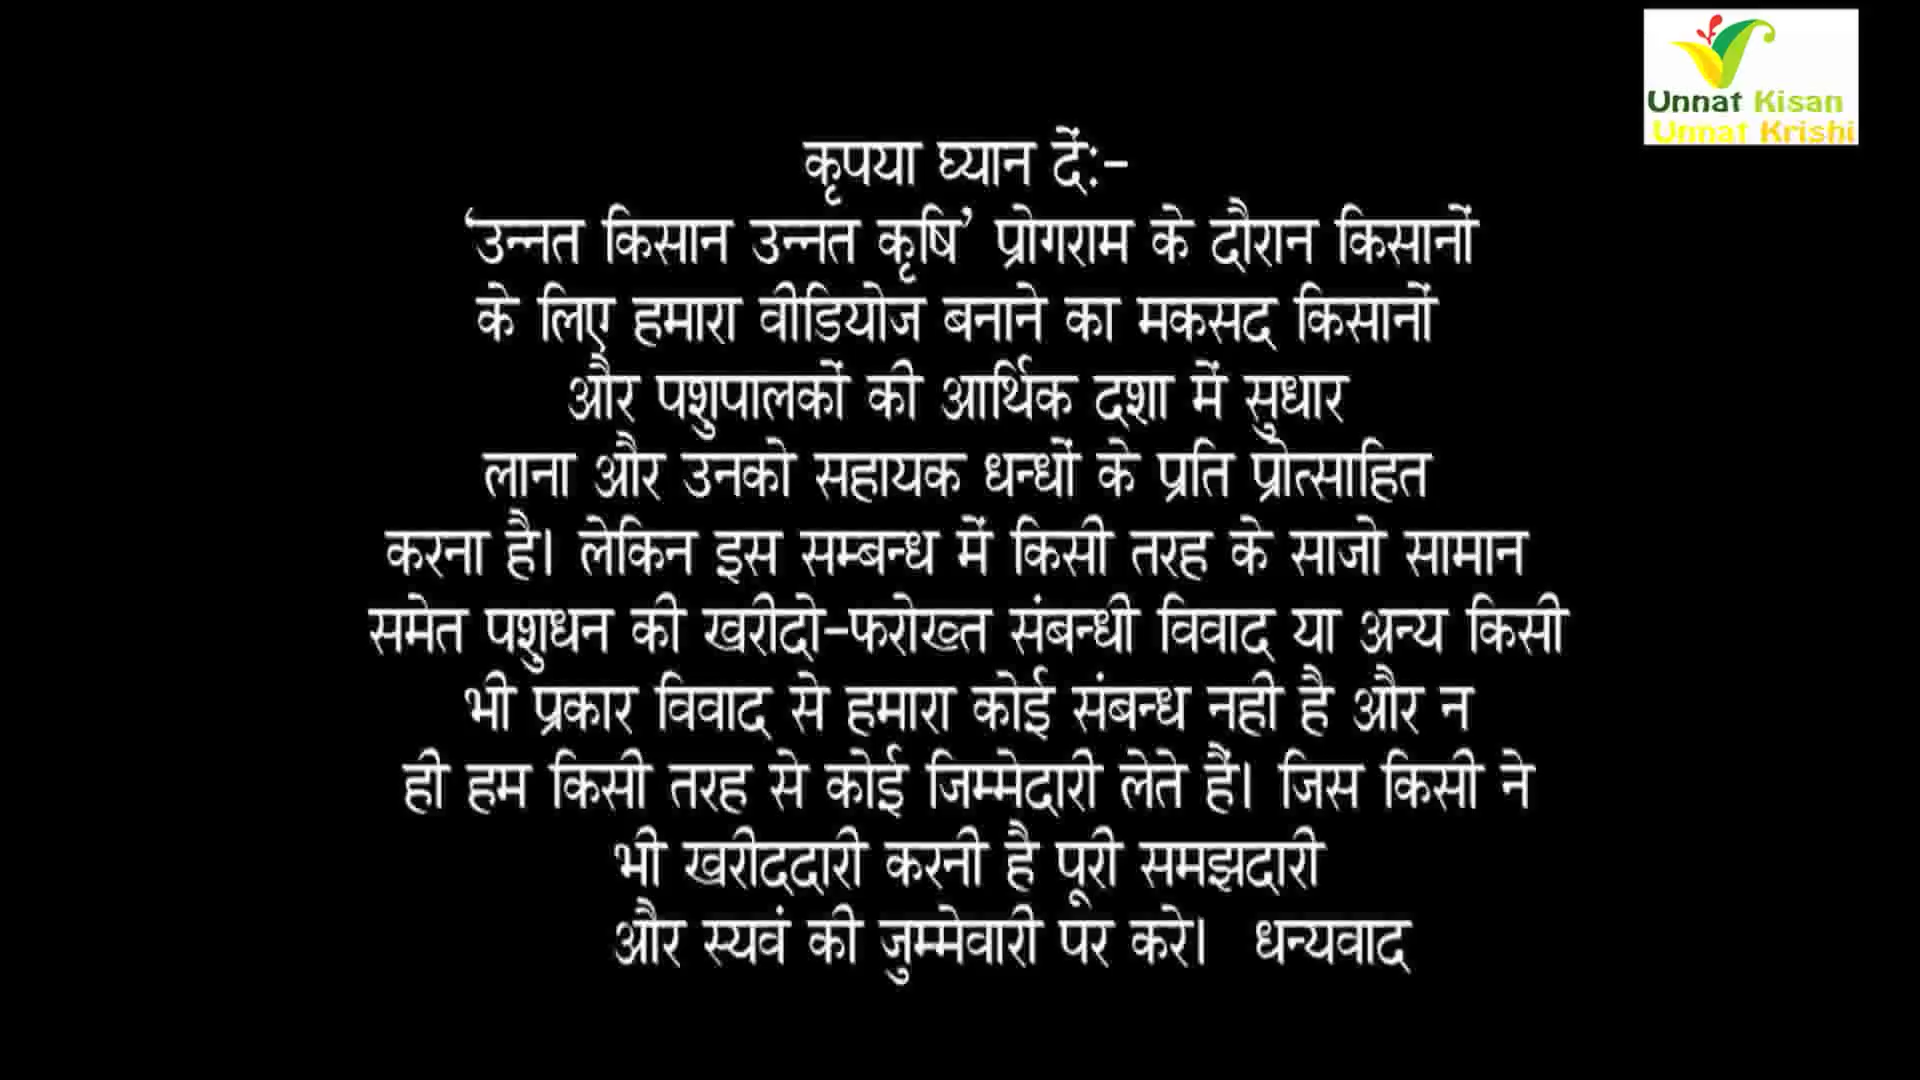 Unnat Kisan
Unnat Krishi
कृपया घ्यान दें:-
‘उन्नत किसान उन्नत कृषि’ प्रोगराम के दौरान किसानों
के लिए हमारा वीडियोज बनाने का मकसद किसानों
और पशुपालकों की आर्थिक दशा में सुधार
लाना और उनको सहायक धन्धों के प्रति प्रोत्साहित
करना है। लेकिन इस सम्बन्ध में किसी तरह के साजो सामान
समेत पशुधन की खरीदो-फरोख्त संबन्धी विवाद या अन्य किसी
भी प्रकार विवाद से हमारा कोई संबन्ध नही है और न
ही हम किसी तरह से कोई जिम्मेदारी लेते हैं। जिस किसी ने
भी खरीददारी करनी है पूरी समझदारी
और स्यवं की जुम्मेवारी पर करे। धन्यवाद